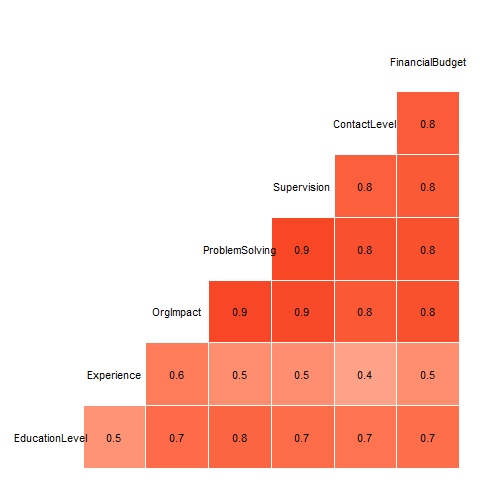 FinancialBudget
ContactLevel 0.8
Supervision 0.8 0.8
ProblemSolving 0.9 0.8 0.8
OrgImpact 0.9 0.9 0.8 0.8
Experience 0.6 0.5 0.5 0.4 0.5
EducationLevel 0.5 0.7 0.8 0.7 0.7 0.7